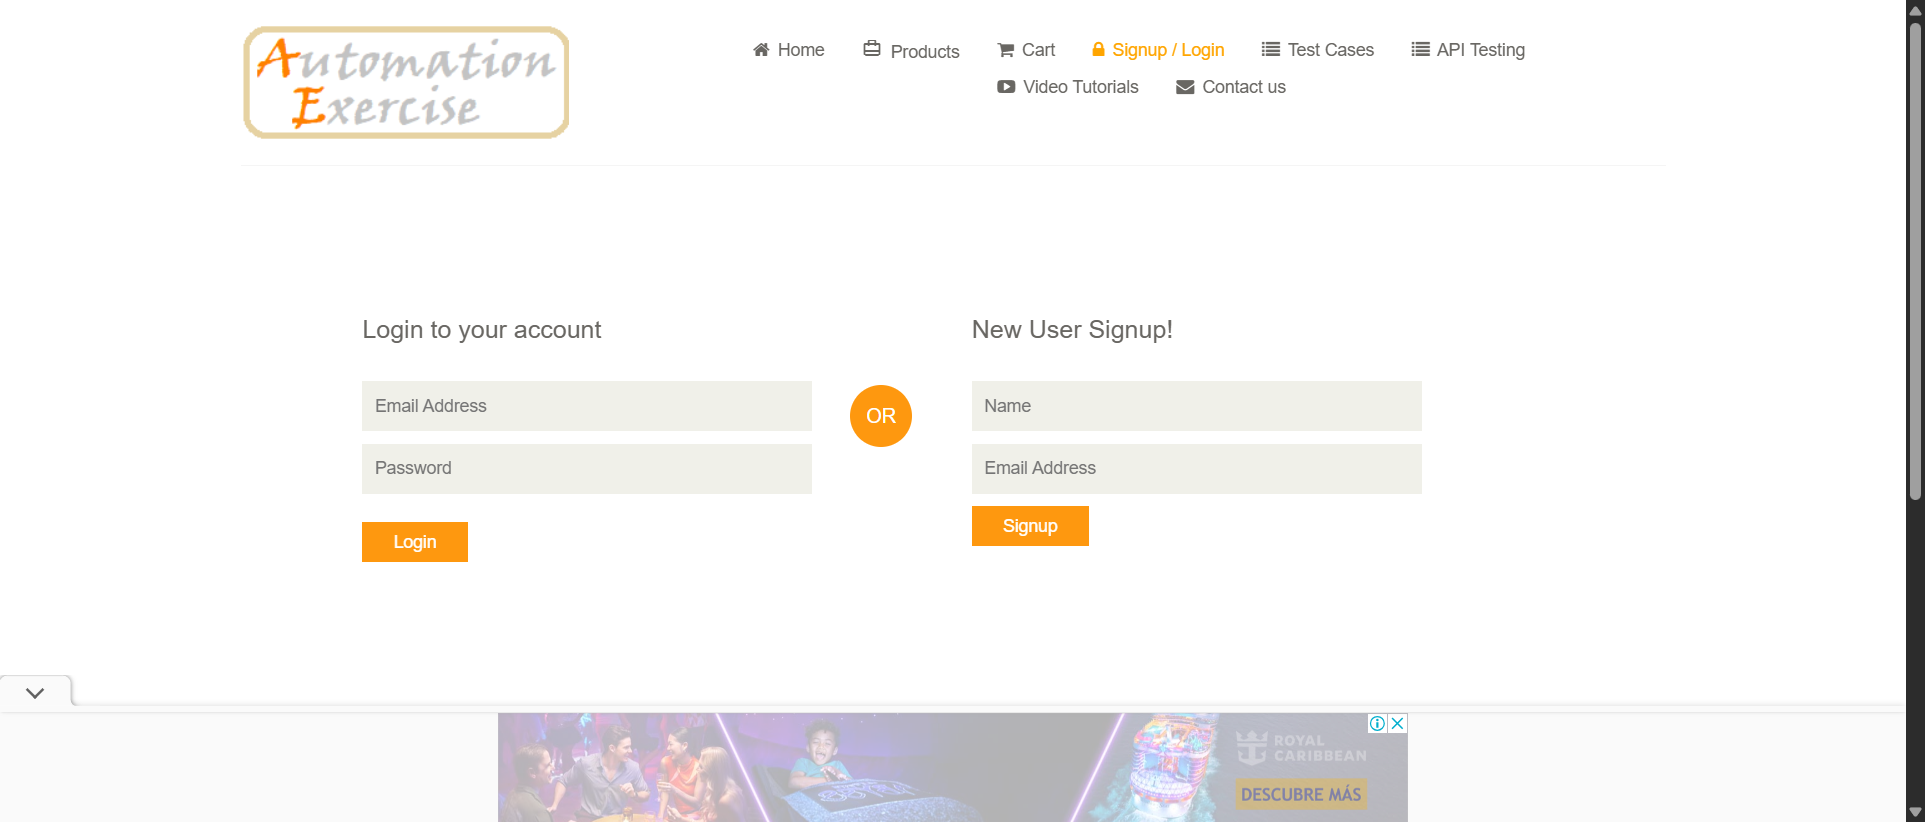 Automation
Exercise
Home
Products
Cart
Signup / Login
Test Cases
API Testing
Video Tutorials
Contact us
Login to your account
Email Address
Password
Login
OR
New User Signup!
Name
Email Address
Signup
ROYAL
CARIBBEAN
DESCUBRE MÁS